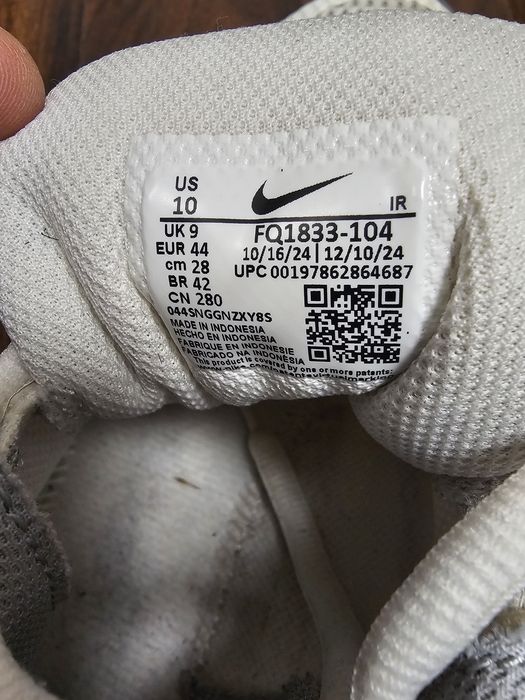 US
10
IR
UK 9
FQ1833-104
EUR 44
10/16/24 | 12/10/24
cm 28
UPC 00197862864687
BR 42
CN 280
044SNGGNZXY8S
MADE IN INDONESIA
HECHO EN INDONESIA
FABRIQUE EN INDONESIE
FABRICADO NA INDONÉSIA
This product is covered by one or more patents: